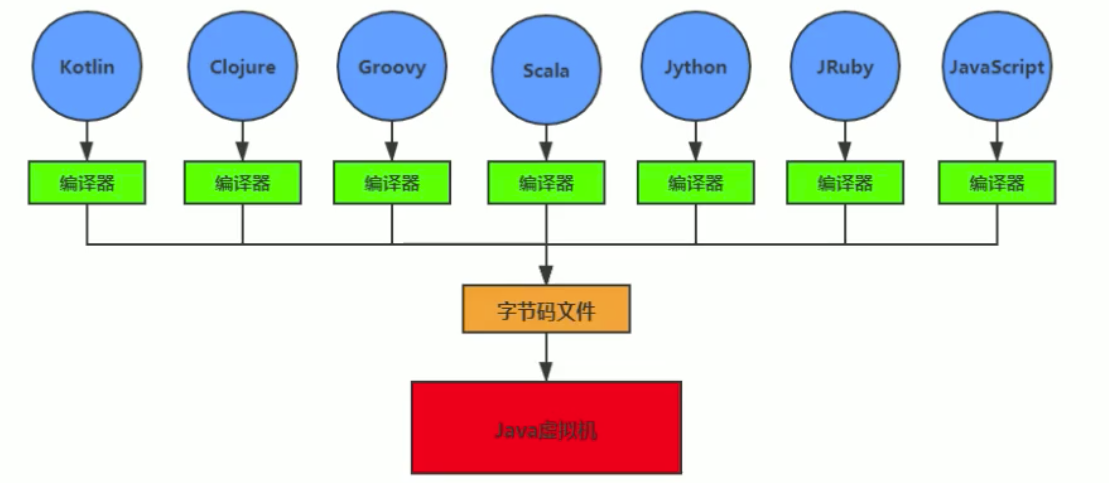 Kotlin
Clojure
Groovy
Scala
Jython
JRuby
JavaScript
编译器
编译器
编译器
编译器
编译器
编译器
编译器
字节码文件
Java虚拟机